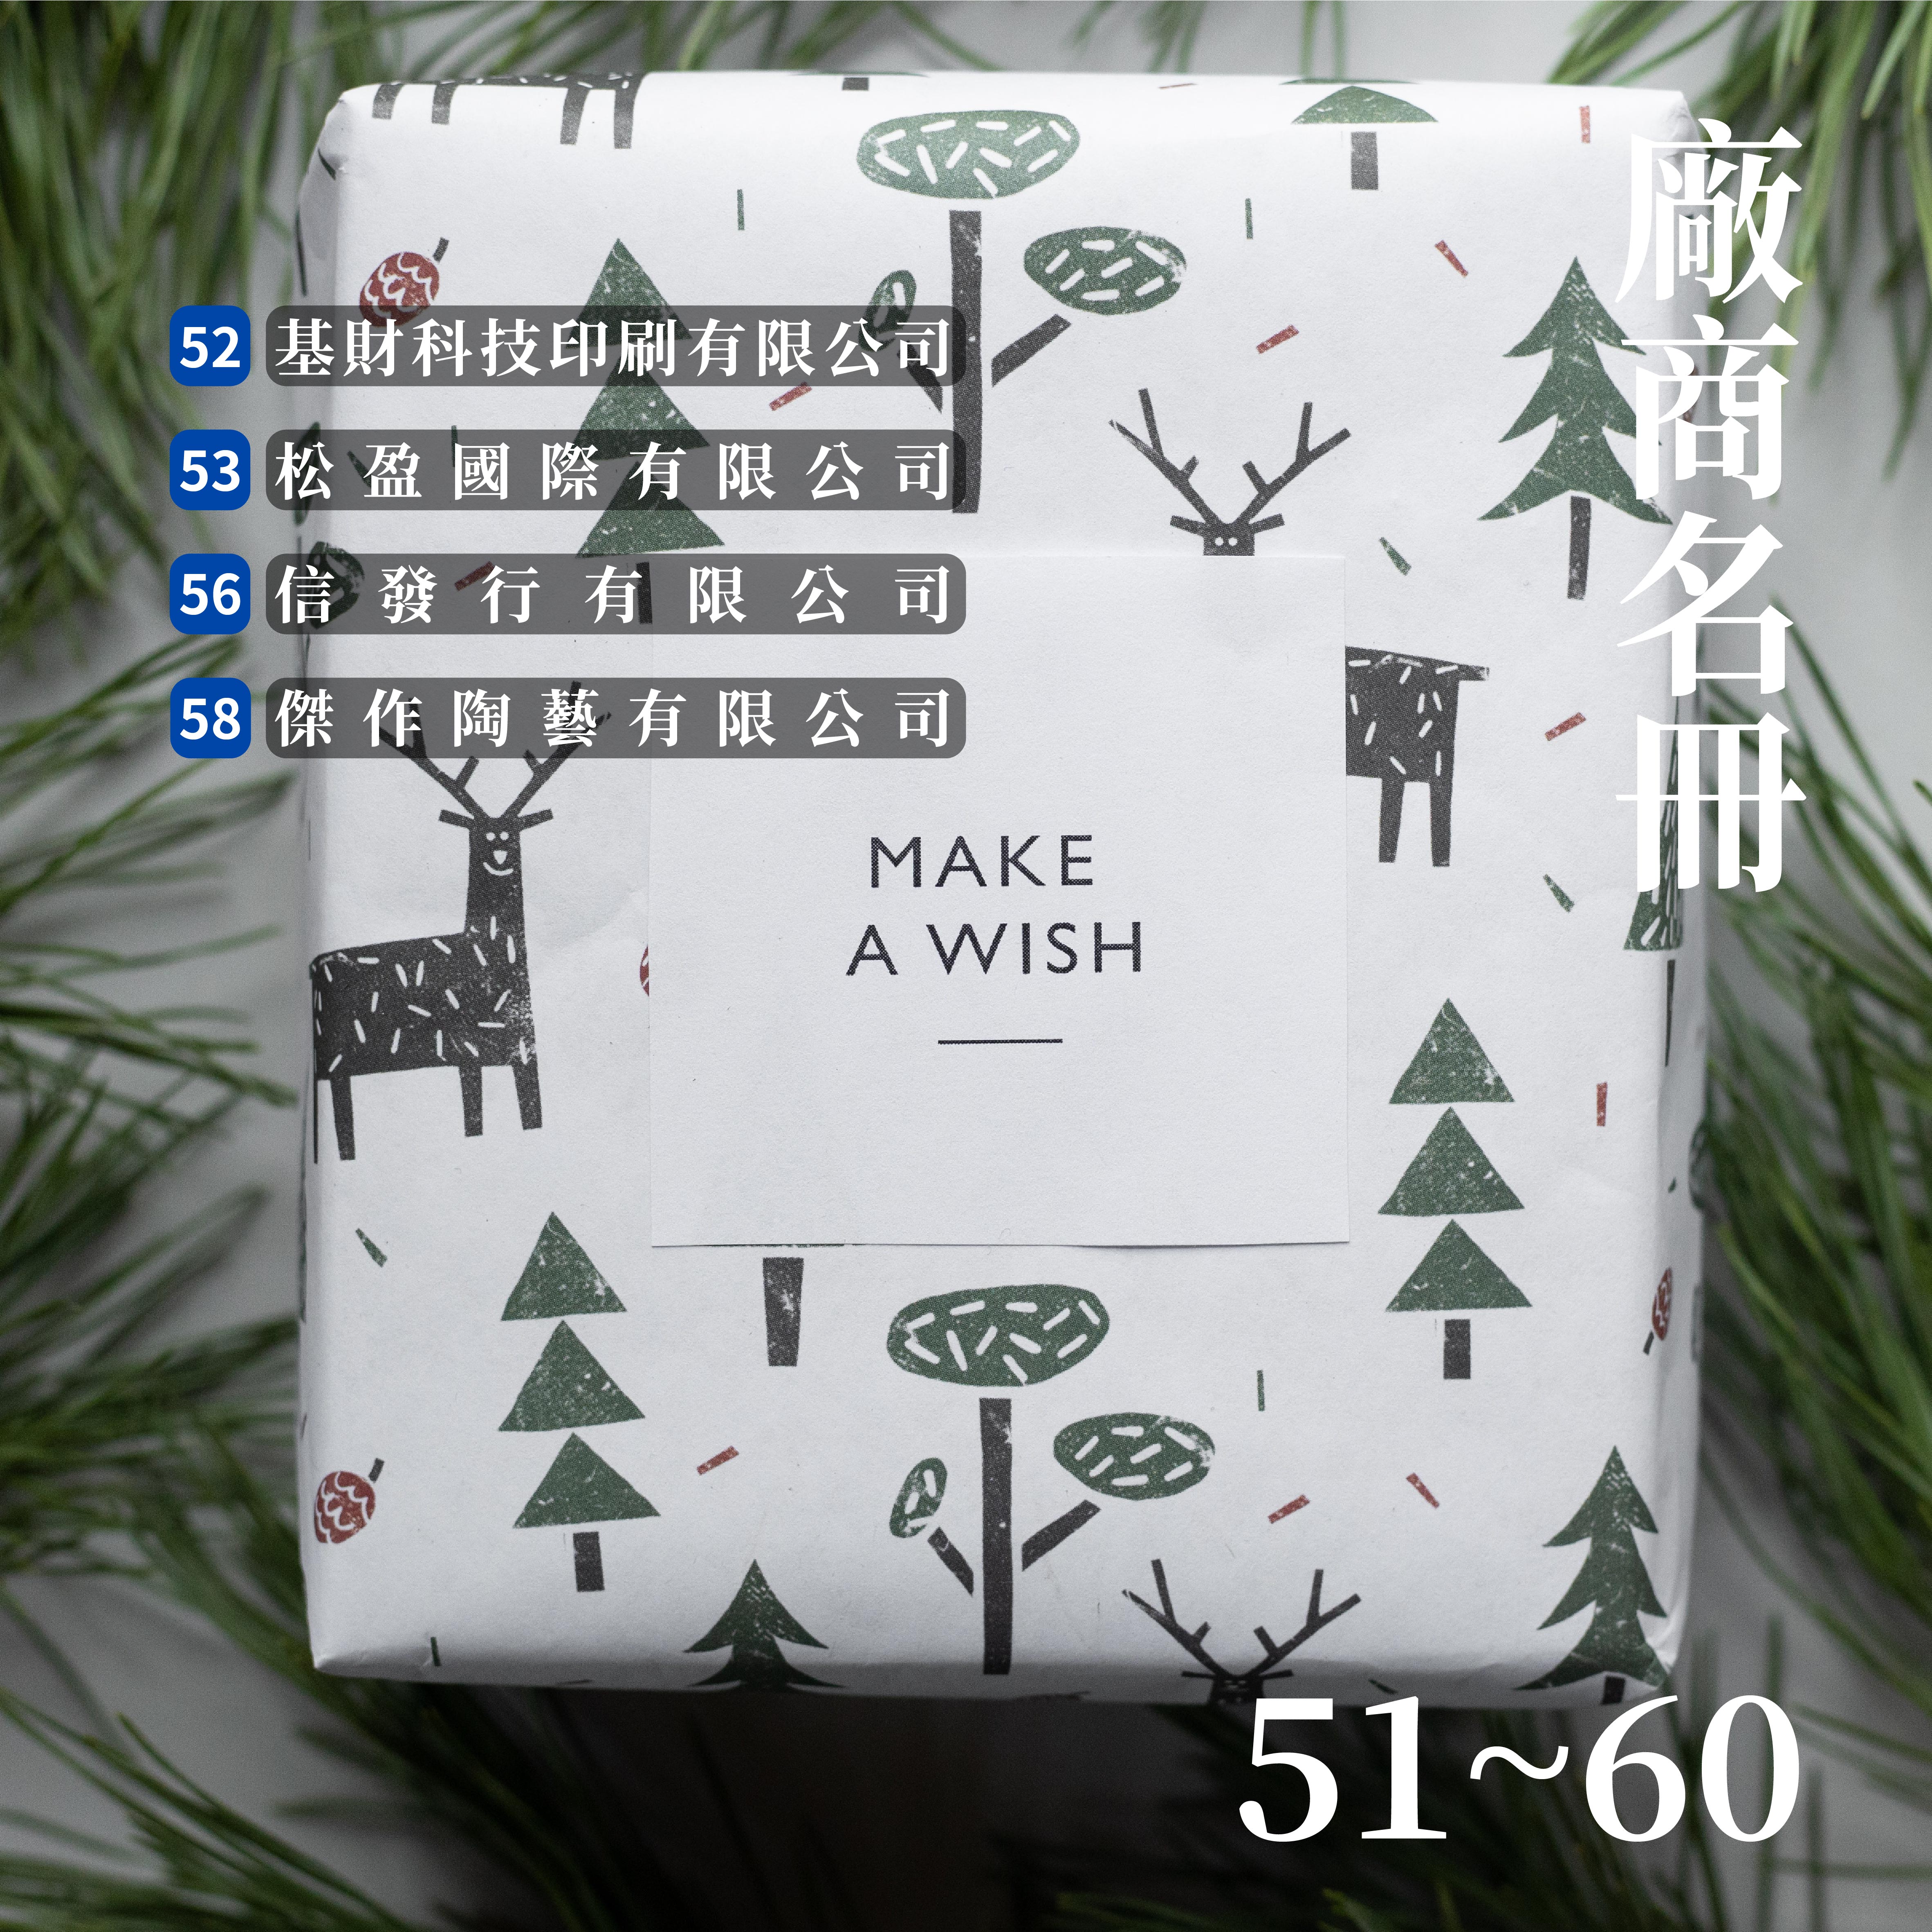 廠商名冊
52 基財科技印刷有限公司
53 松盈國際有限公司
56 信發行有限公司
58 傑作陶藝有限公司
MAKE
A WISH
51~60